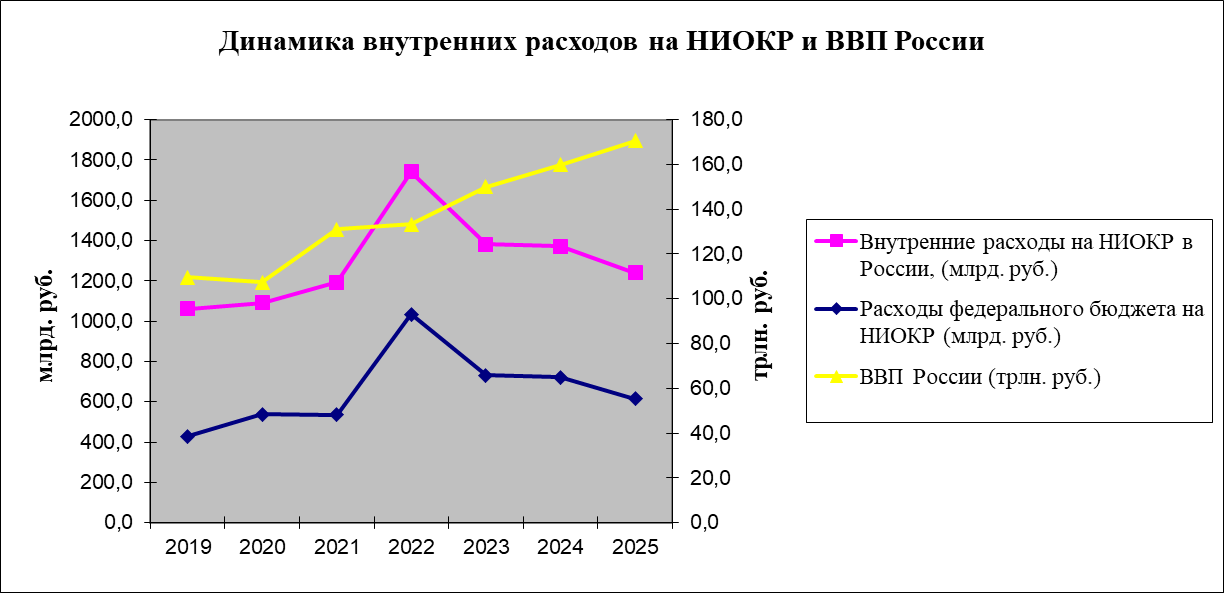 Динамика внутренних расходов на НИОКР и ВВП России
млрд. руб.
2000,0
1800,0
1600,0
1400,0
1200,0
1000,0
800,0
600,0
400,0
200,0
0,0
180,0
160,0
140,0
120,0
100,0
80,0
60,0
40,0
20,0
0,0
трлн. руб.
2019 2020 2021 2022 2023 2024 2025
Внутренние расходы на НИОКР в
России, (млрд. руб.)
Расходы федерального бюджета на
НИОКР (млрд. руб.)
ВВП России (трлн. руб.)